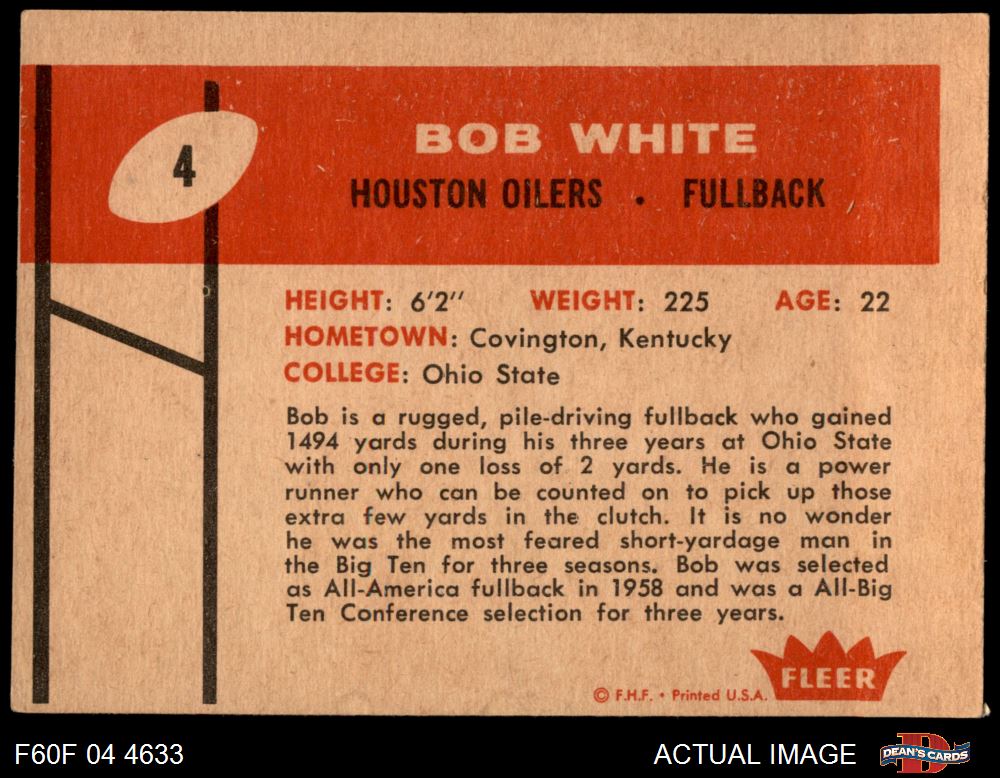 4
BOB WHITE
HOUSTON OILERS • FULLBACK
HEIGHT: 6'2" WEIGHT: 225 AGE: 22
HOMETOWN: Covington, Kentucky
COLLEGE: Ohio State
Bob is a rugged, pile-driving fullback who gained
1494 yards during his three years at Ohio State
with only one loss of 2 yards. He is a power
runner who can be counted on to pick up those
extra few yards in the clutch. It is no wonder
he was the most feared short-yardage man in
the Big Ten for three seasons. Bob was selected
as All-America fullback in 1958 and was a All-Big
Ten Conference selection for three years.
FLEER
© F.H.F. • Printed U.S.A.
F60F 04 4633 ACTUAL IMAGE D DEAN'S CARDS